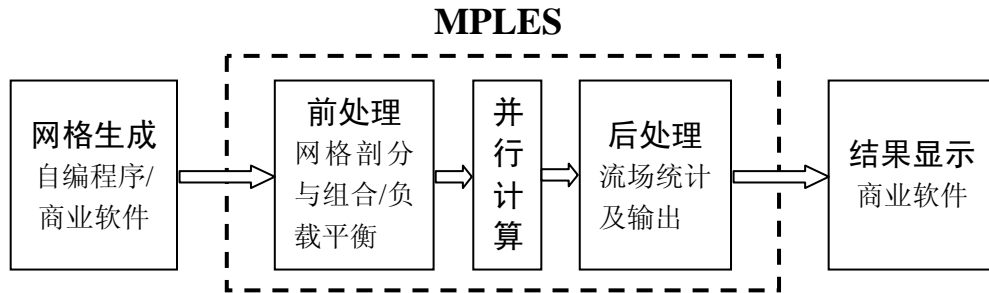 MPLES
网格生成
自编程序/
商业软件
前处理
网格剖分
与组合/负
载平衡
并
行
计
算
后处理
流场统计
及输出
结果显示
商业软件